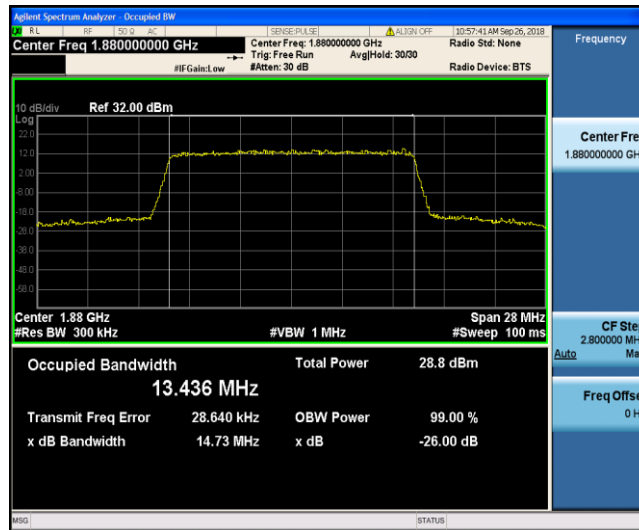 Agilent Spectrum Analyzer - Occupied BW
RL RF 50 Ω AC SENSE:PULSE ALIGN OFF 10:57:41 AM Sep 26, 2018
Center Freq 1.880000000 GHz
Center Freq: 1.880000000 GHz
Radio Std: None
Trig: Free Run Avg|Hold: 30/30
#IFGain:Low
#Atten: 30 dB
Radio Device: BTS
Frequency
10 dB/div Ref 32.00 dBm
Log
22.0
12.0
2.00
-8.00
-18.0
-28.0
-38.0
-48.0
-58.0
Center 1.88 GHz Span 28 MHz
#Res BW 300 kHz #VBW 1 MHz #Sweep 100 ms
Center Fre
1.880000000 GH
CF Ste
2.800000 MH
Auto Ma
Freq Offse
0 H
Occupied Bandwidth Total Power 28.8 dBm
13.436 MHz
Transmit Freq Error 28.640 kHz OBW Power 99.00 %
x dB Bandwidth 14.73 MHz x dB -26.00 dB
MSG STATUS